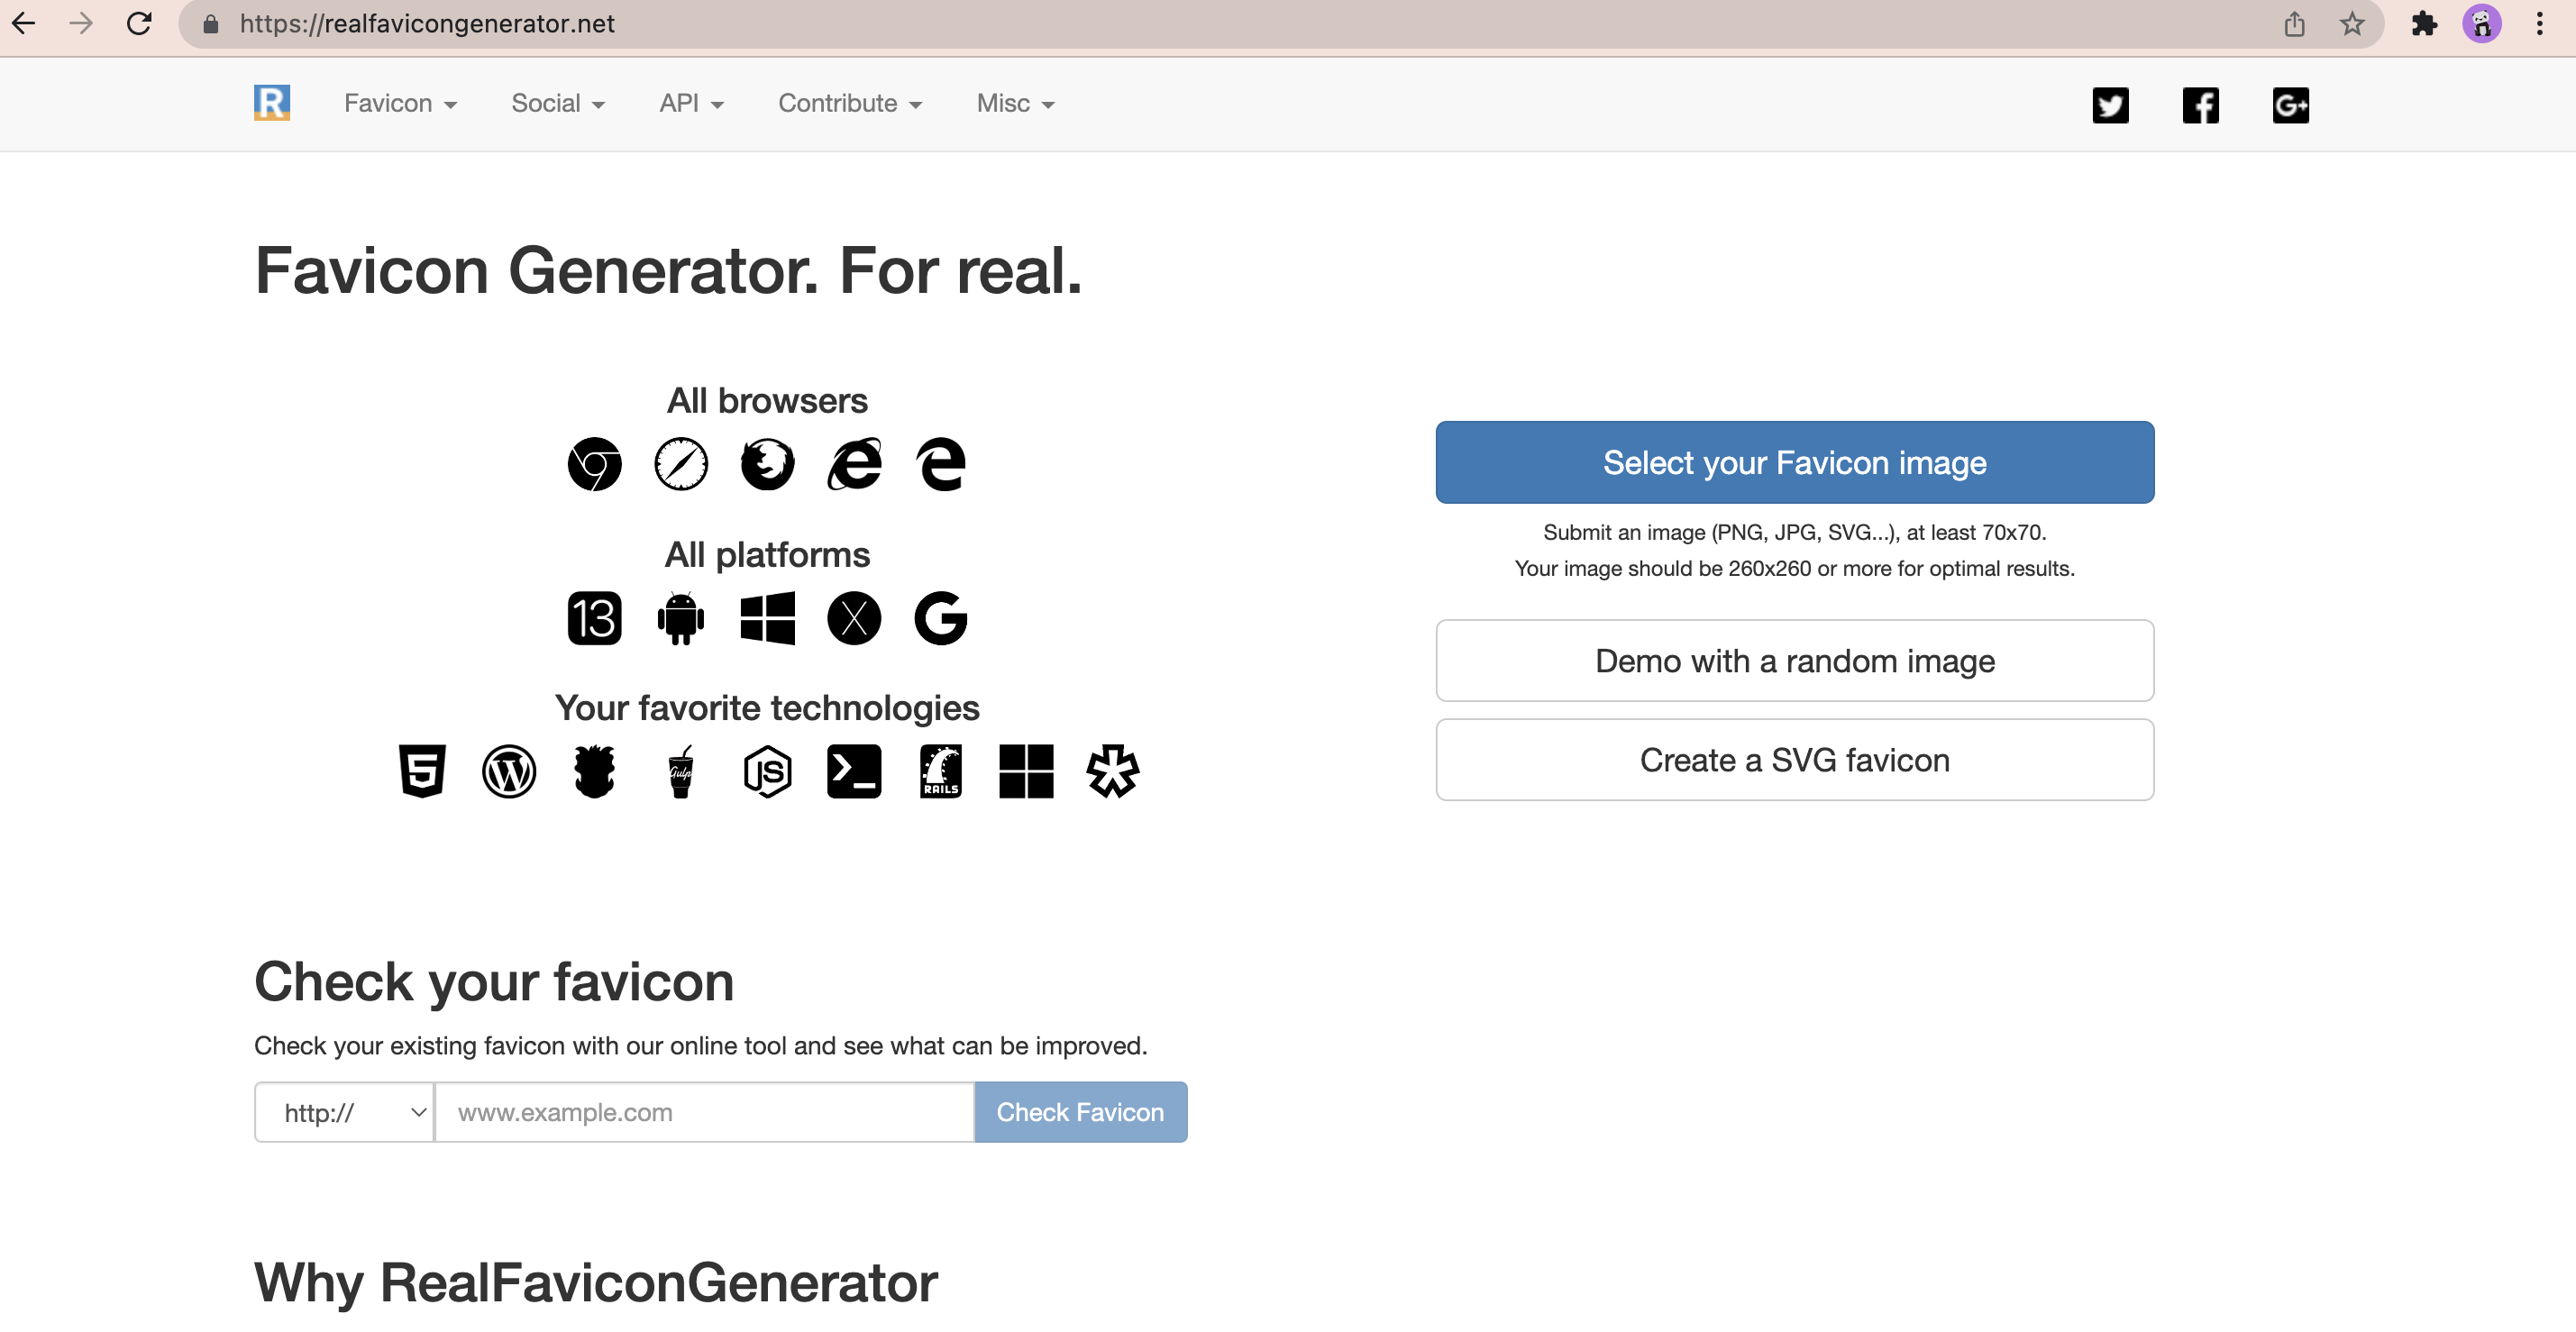 https://realfavicongenerator.net
R Favicon Social API Contribute Misc
Favicon Generator. For real.
All browsers
All platforms
13 X G
Your favorite technologies
5 W Gulp JS RAILS
Select your Favicon image
Submit an image (PNG, JPG, SVG...), at least 70x70.
Your image should be 260x260 or more for optimal results.
Demo with a random image
Create a SVG favicon
Check your favicon
Check your existing favicon with our online tool and see what can be improved.
http:// www.example.com Check Favicon
Why RealFaviconGenerator